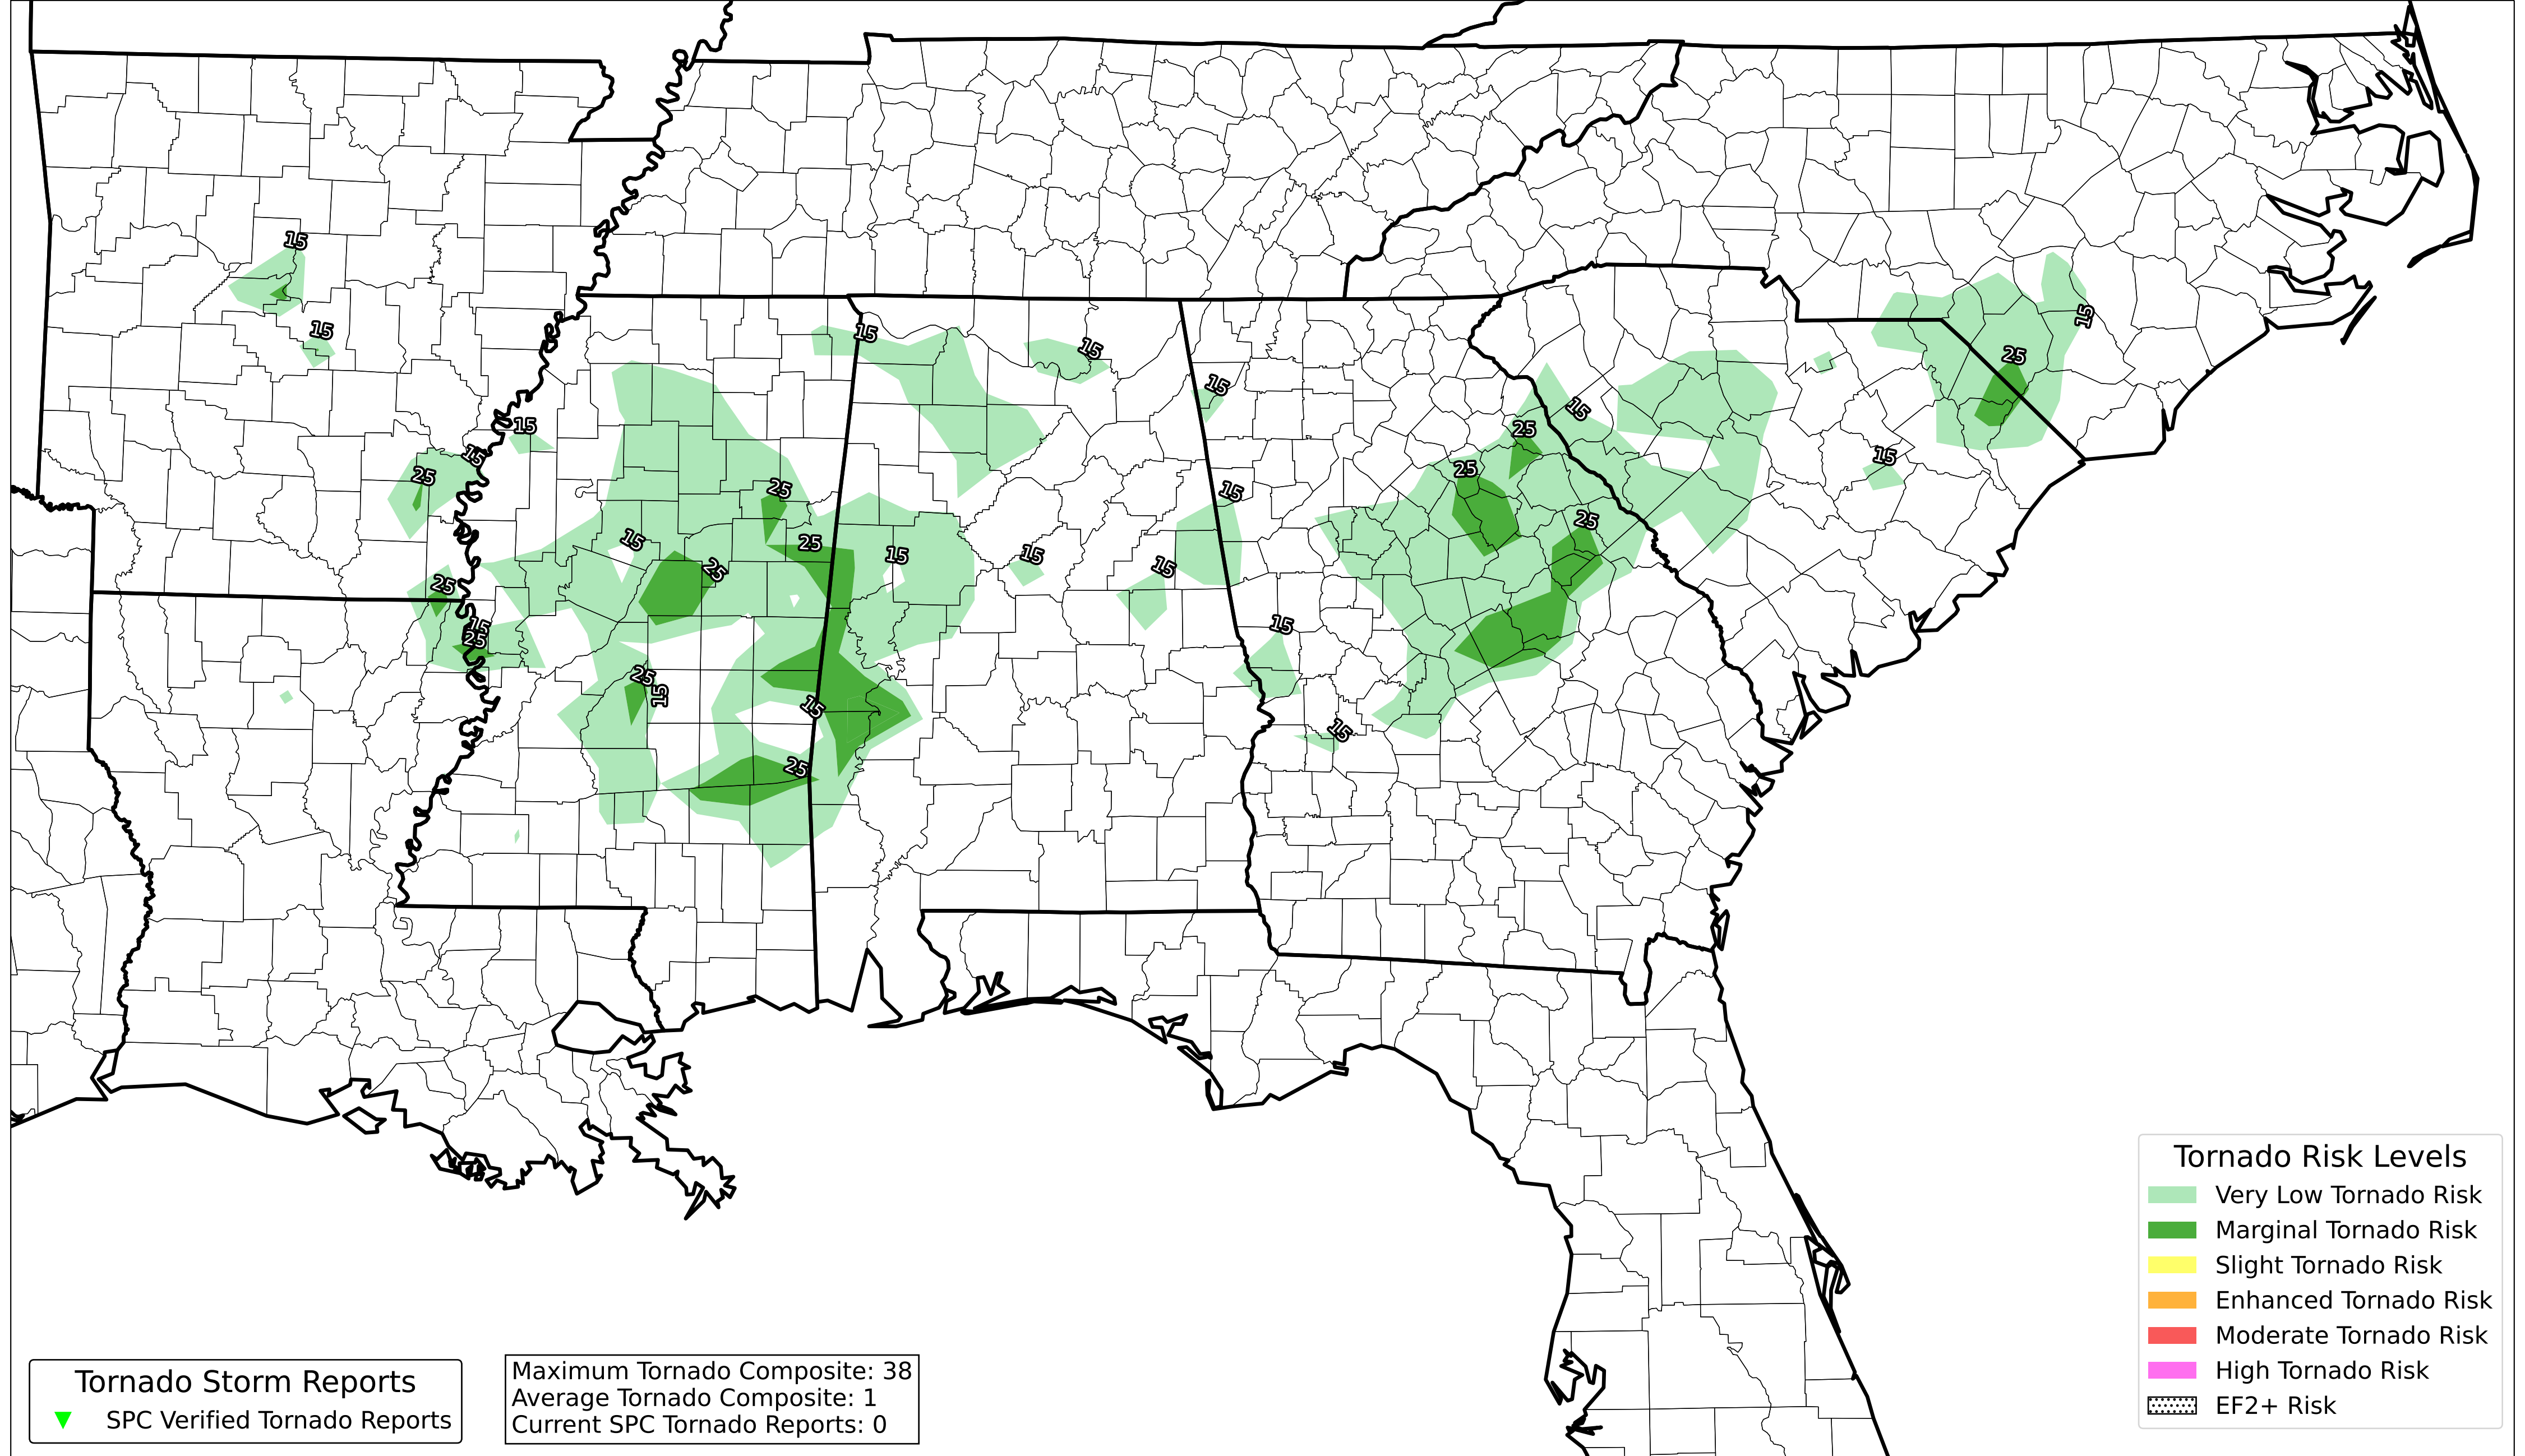 15
15
15
15
15
25
15
15
25
15
15
25
15
25
25
15
25
15
25
15
15
15
25
25
15
15
25
15
15
25
25
15
15
25
15
25
Tornado Risk Levels
Very Low Tornado Risk
Marginal Tornado Risk
Slight Tornado Risk
Enhanced Tornado Risk
Moderate Tornado Risk
High Tornado Risk
EF2+ Risk
Tornado Storm Reports
SPC Verified Tornado Reports
Maximum Tornado Composite: 38
Average Tornado Composite: 1
Current SPC Tornado Reports: 0